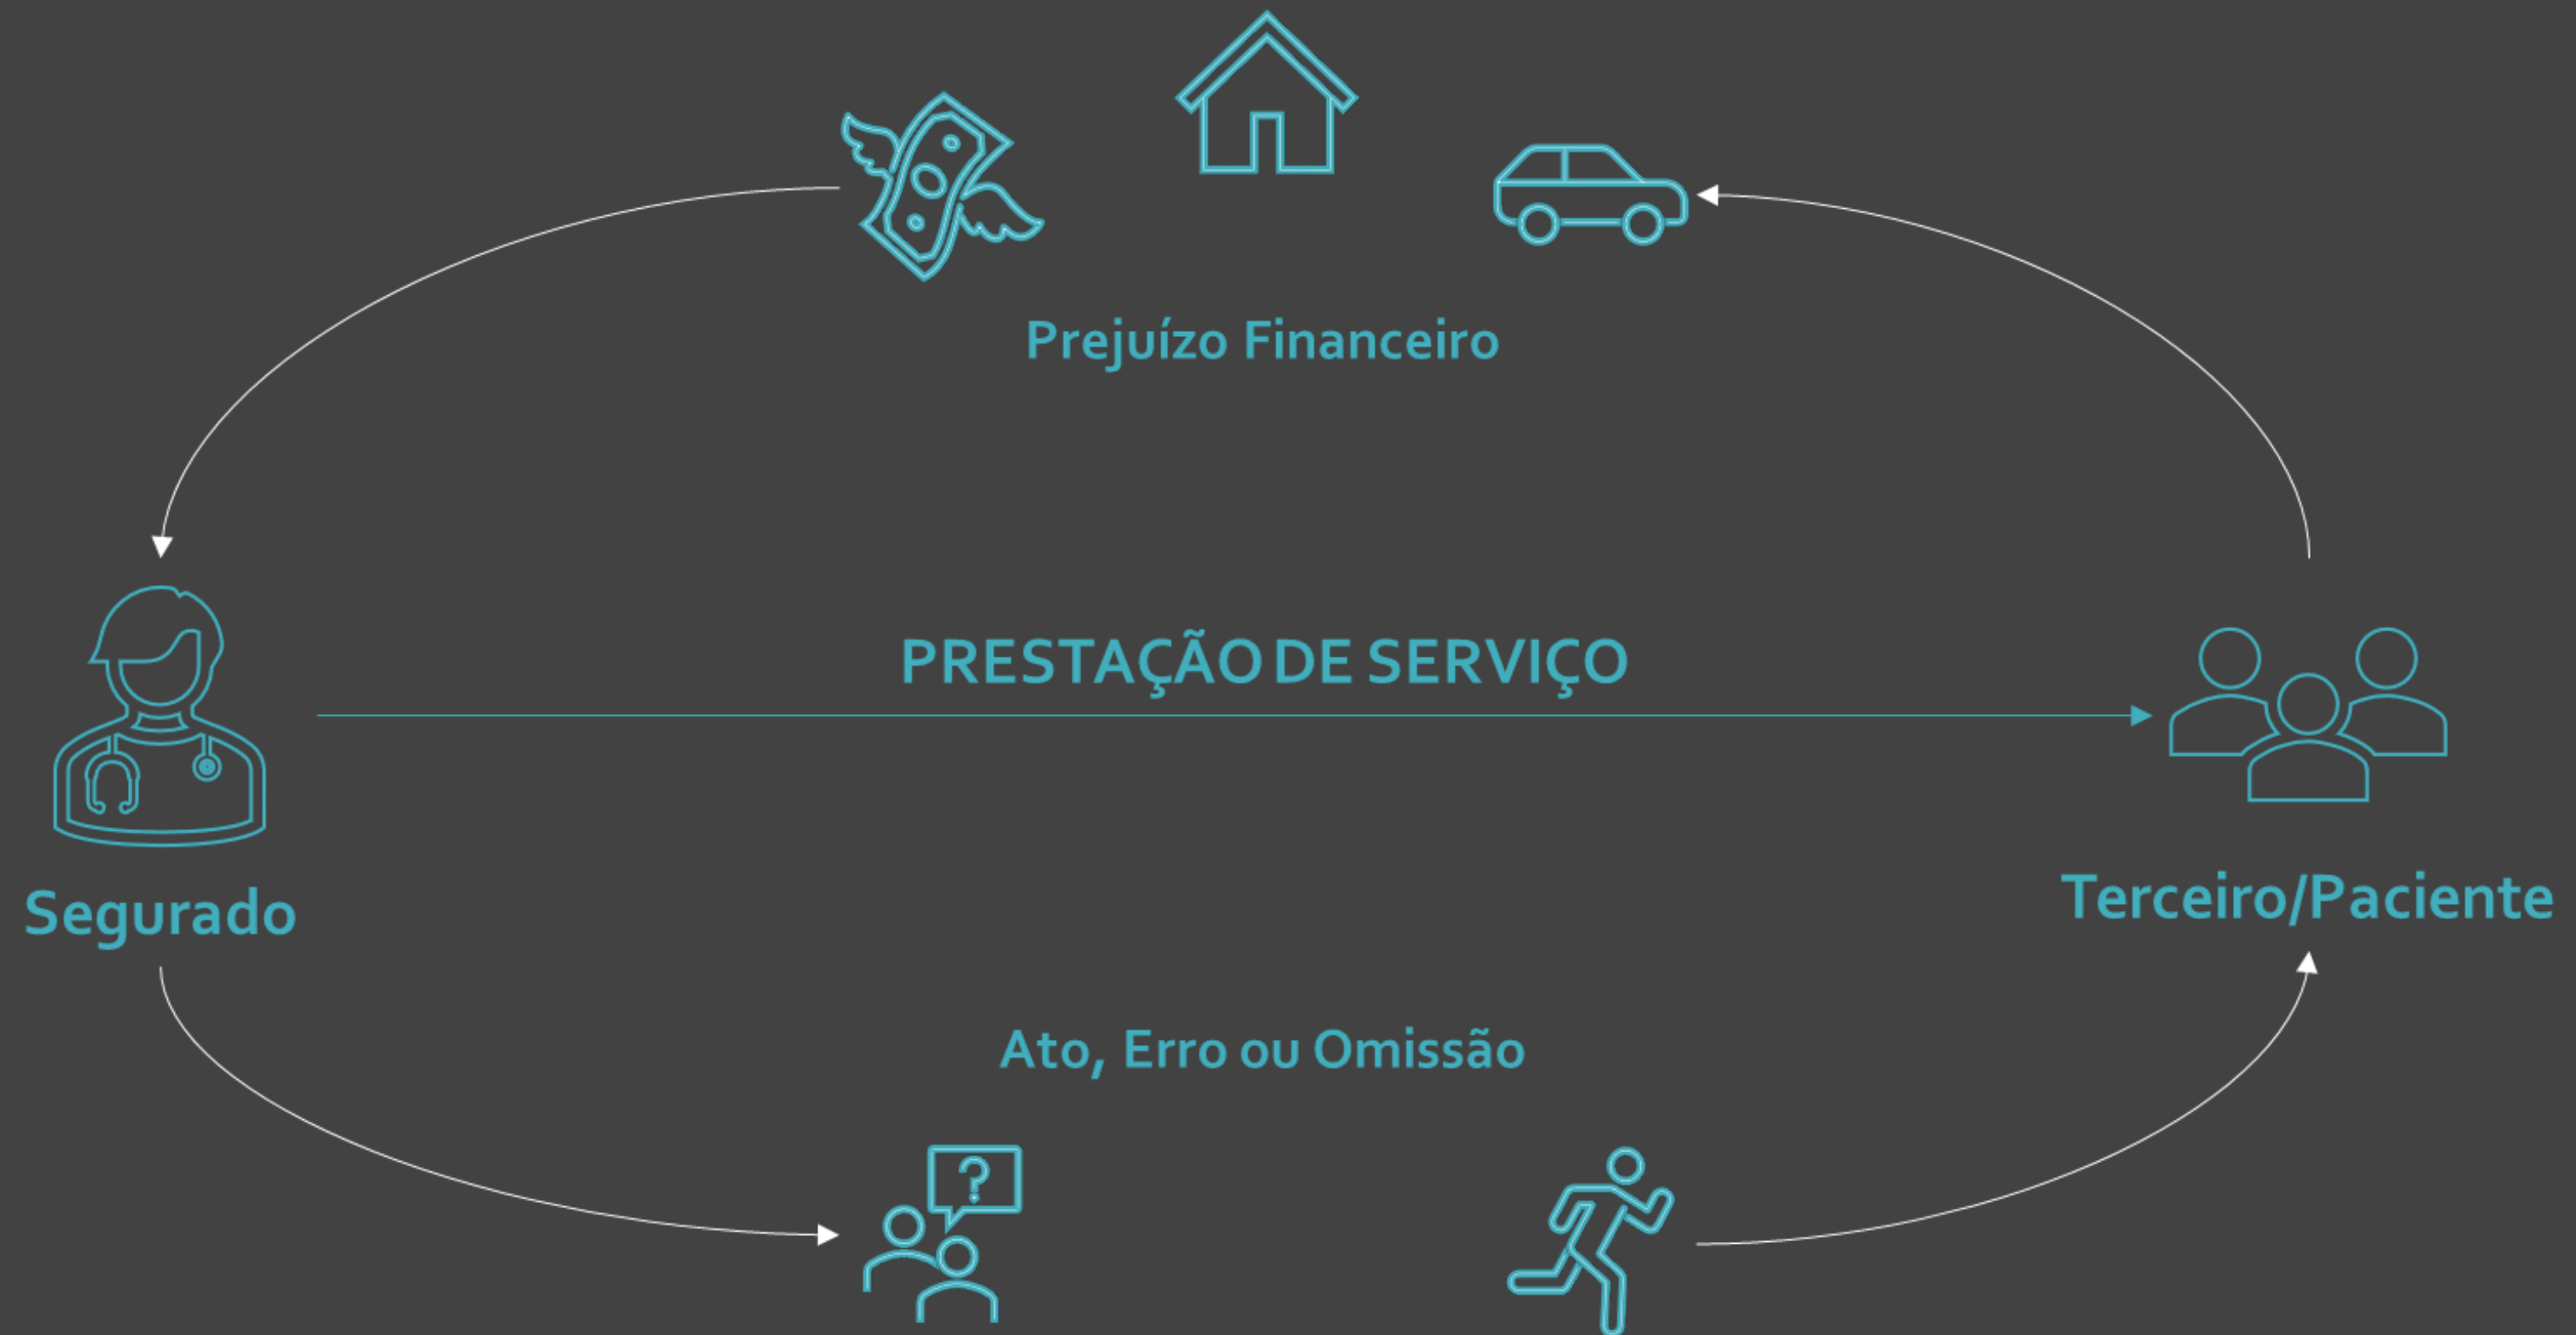 Prejuízo Financeiro
PRESTAÇÃO DE SERVIÇO
Segurado
Terceiro/Paciente
Ato, Erro ou Omissão
?